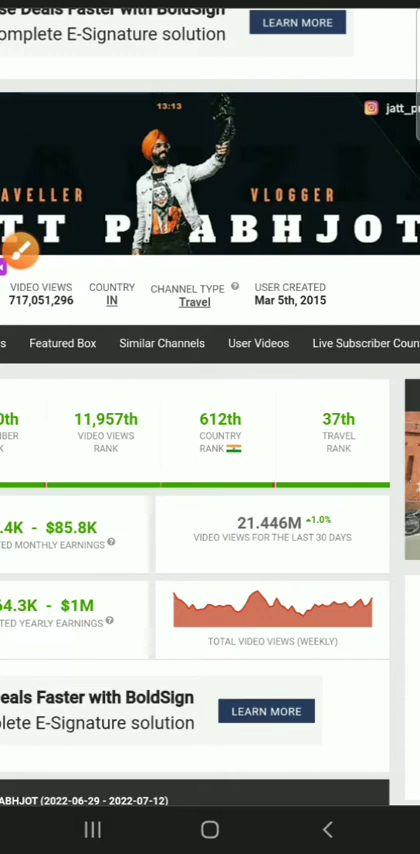 se Deals Faster with BoldSign
omplete E-Signature solution
LEARN MORE
13:13
jatt_p
AVELLER
VLOGGER
TT P ABHJOT
VIDEO VIEWS
717,051,296
COUNTRY
IN
CHANNEL TYPE
Travel
USER CREATED
Mar 5th, 2015
s
Featured Box
Similar Channels
User Videos
Live Subscriber Coun
0th
BER
K
11,957th
VIDEO VIEWS
RANK
612th
COUNTRY
RANK
37th
TRAVEL
RANK
.4K - $85.8K
ED MONTHLY EARNINGS
21.446M 1.0%
VIDEO VIEWS FOR THE LAST 30 DAYS
64.3K - $1M
TED YEARLY EARNINGS
TOTAL VIDEO VIEWS (WEEKLY)
eals Faster with BoldSign
plete E-Signature solution
LEARN MORE
ABHJOT (2022-06-29 - 2022-07-12)